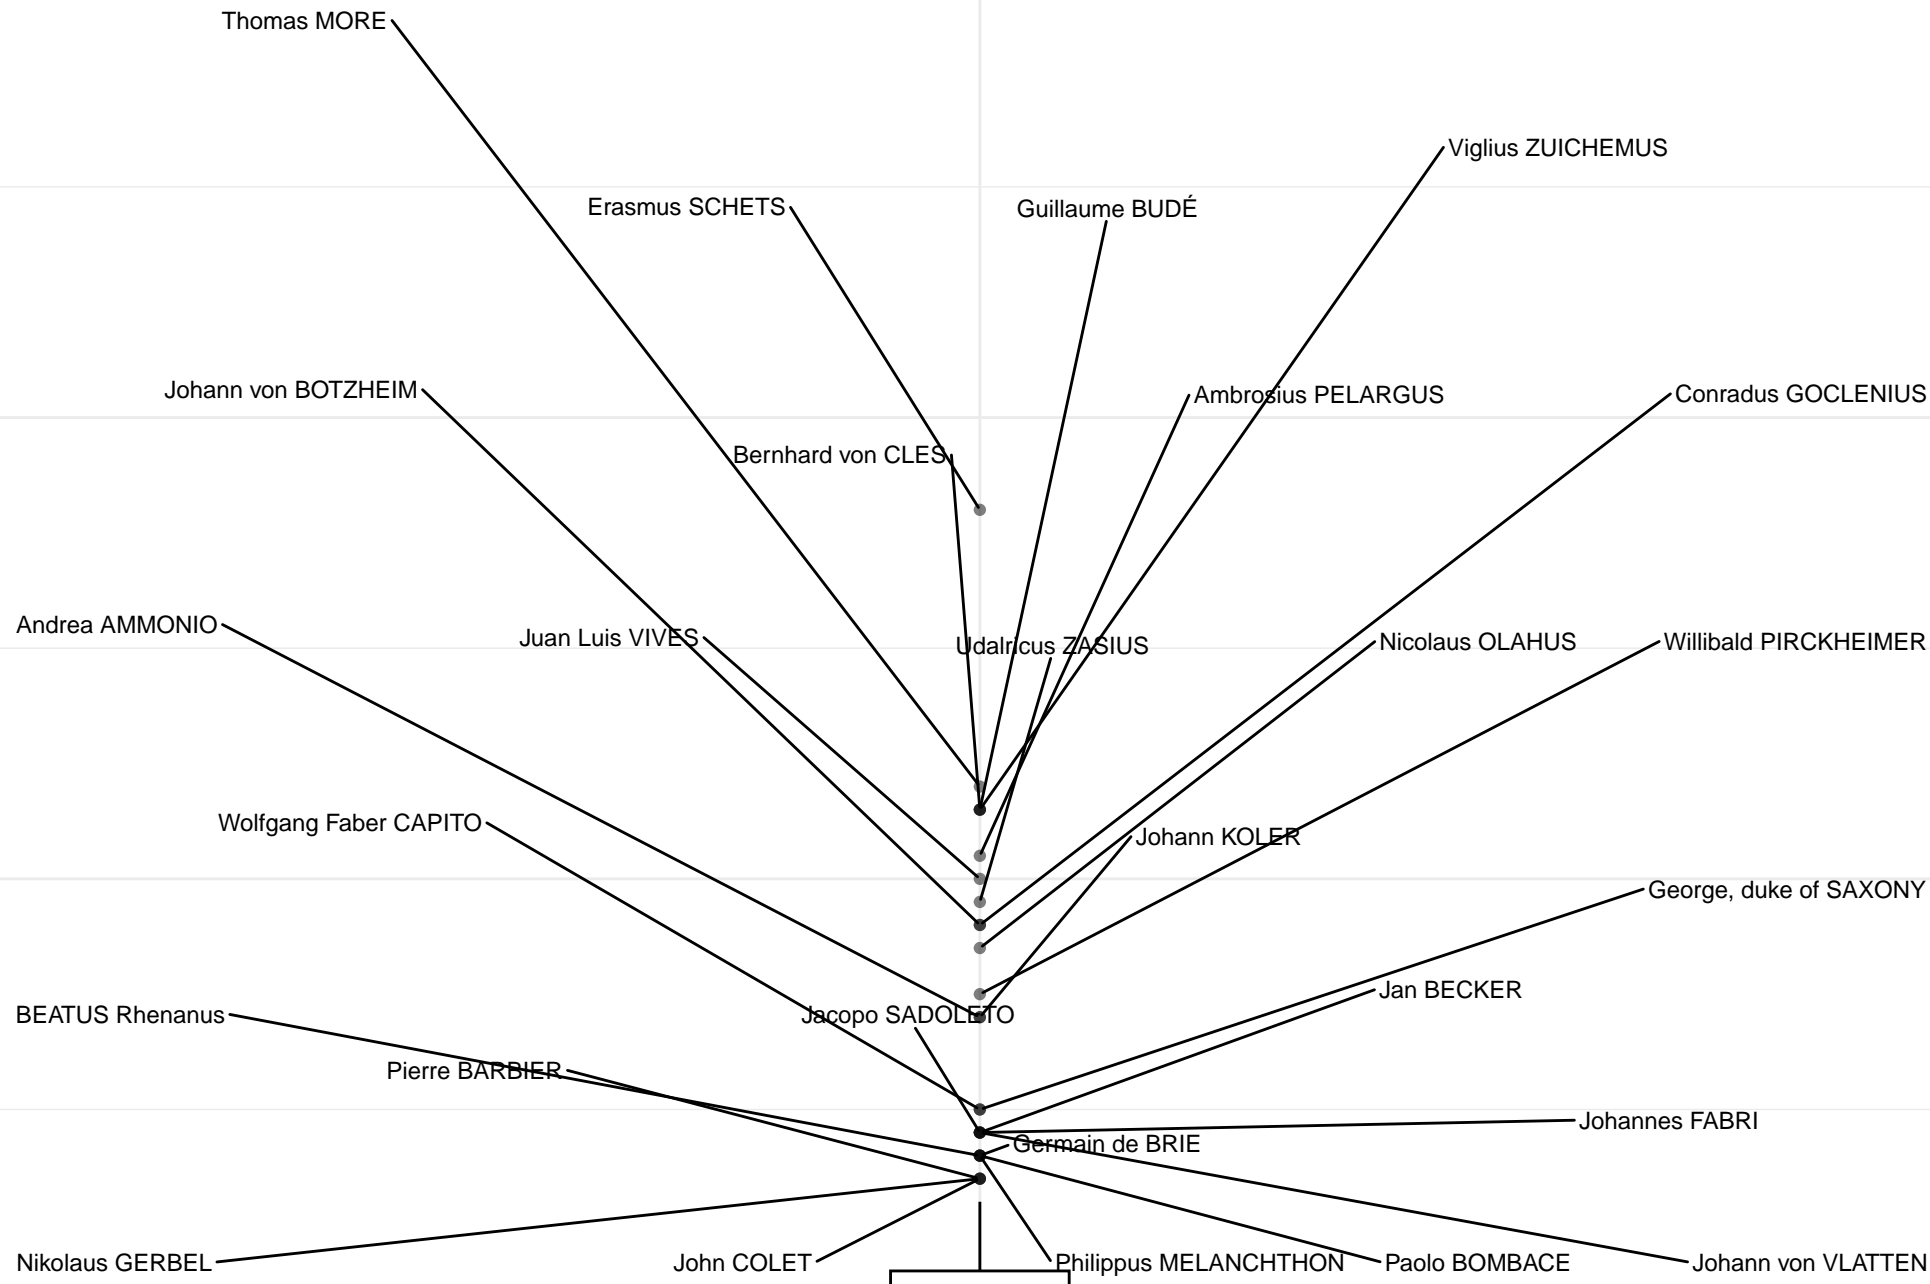 Thomas MORE
Viglius ZUICHEMUS
Erasmus SCHETS
Guillaume BUDÉ
Johann von BOTZHEIM
Ambrosius PELARGUS
Conradus GOCLENIUS
Bernhard von CLES
Andrea AMMONIO
Juan Luis VIVES
Udalricus ZASIUS
Nicolaus OLAHUS
Willibald PIRCKHEIMER
Wolfgang Faber CAPITO
Johann KOLER
George, duke of SAXONY
Jan BECKER
BEATUS Rhenanus
Jacopo SADOLETO
Pierre BARBIER
Johannes FABRI
Germain de BRIE
Nikolaus GERBEL
John COLET
Philippus MELANCHTHON
Paolo BOMBACE
Johann von VLATTEN